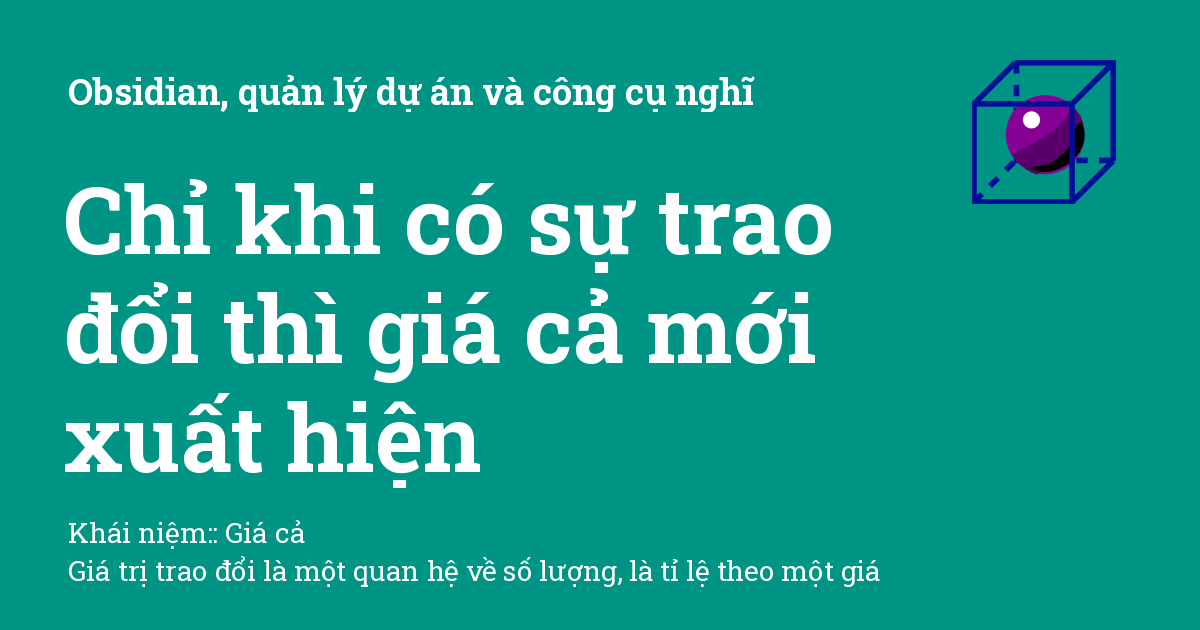 Obsidian, quản lý dự án và công cụ nghĩ
Chỉ khi có sự trao
đổi thì giá cả mới
xuất hiện
Khái niệm:: Giá cả
Giá trị trao đổi là một quan hệ về số lượng, là tỉ lệ theo một giá